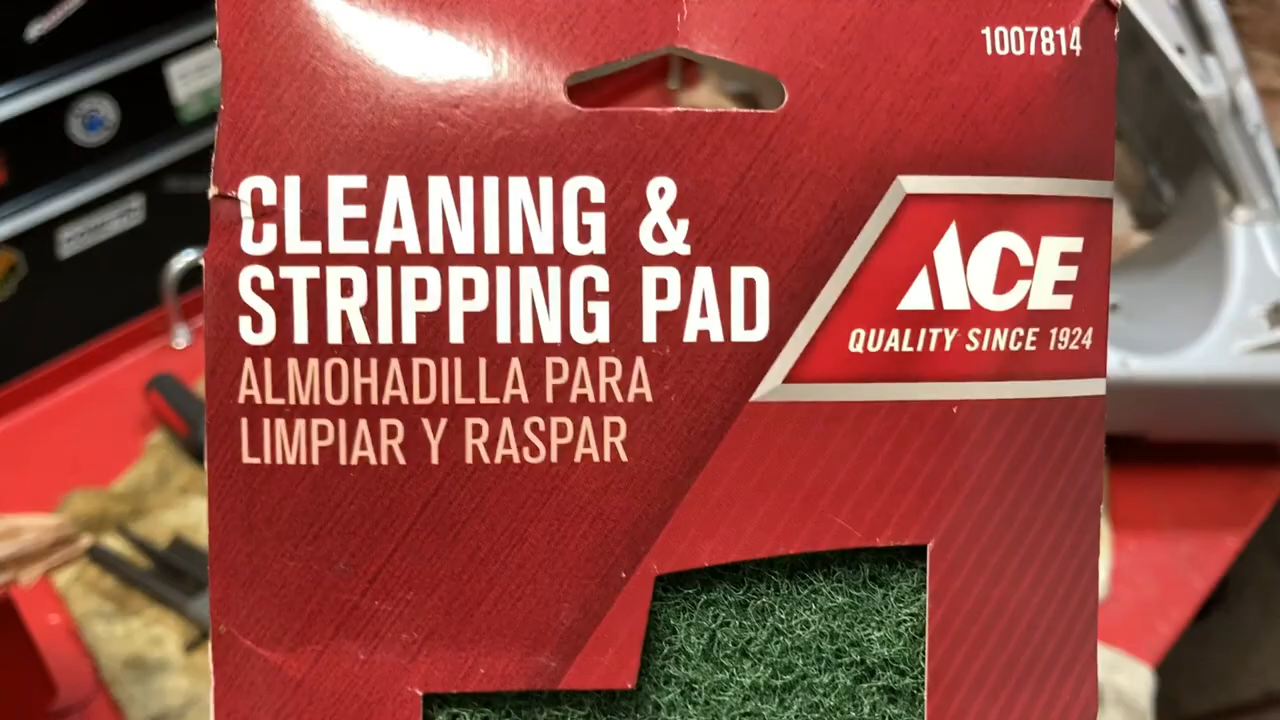 1007814
CLEANING &
STRIPPING PAD
ALMOHADILLA PARA
LIMPIAR Y RASPAR
ACE
QUALITY SINCE 1924